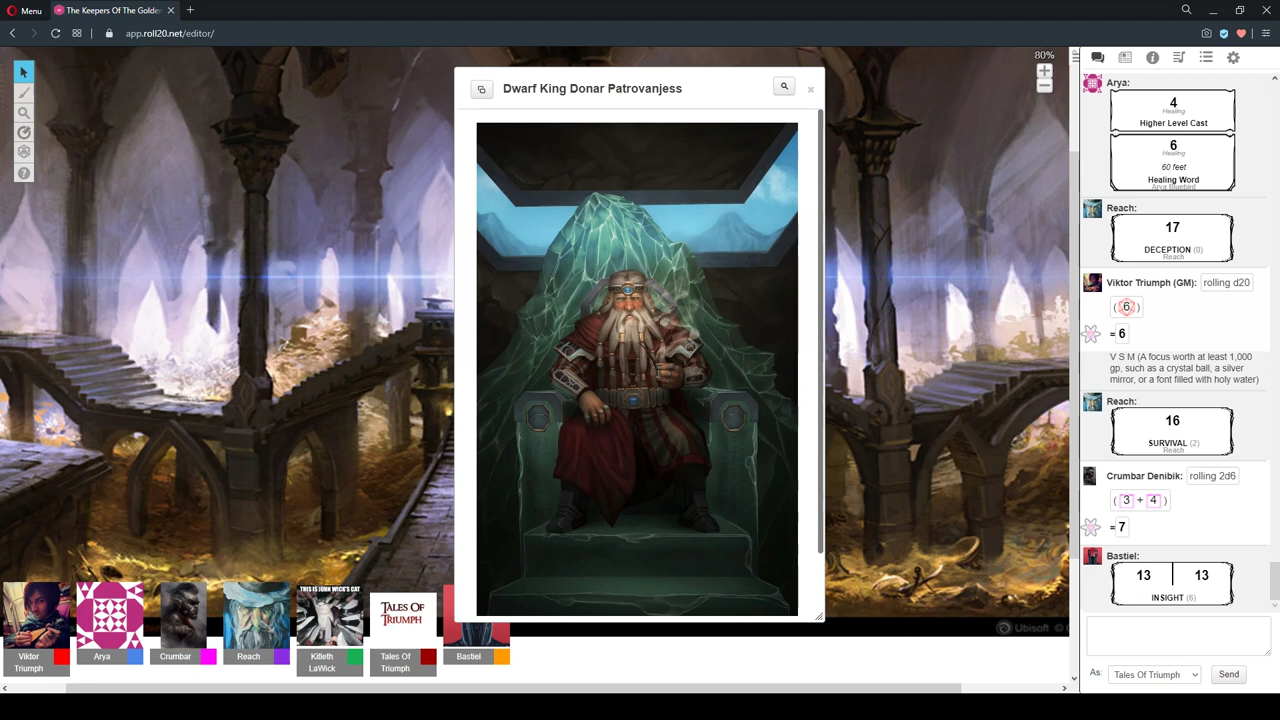 Menu
The Keepers Of The Golde
app.roll20.net/editor/
80%
Dwarf King Donar Patrovanjess
Arya:
4
Healing
Higher Level Cast
6
Healing
60 feet
Healing Word
Arya Bluebird
Reach:
17
DECEPTION (0)
Reach
Viktor Triumph (GM): rolling d20
(6)
=6
V S M (A focus worth at least 1,000
gp, such as a crystal ball, a silver
mirror, or a font filled with holy water)
Reach:
16
SURVIVAL (2)
Reach
Crumbar Denibik: rolling 2d6
(3+4)
=7
Bastiel:
13 13
INSIGHT (6)
THIS IS JOHN WICK'S CAT
TALES OF
TRIUMPH
Ubisoft ©
Viktor
Triumph
Arya
Crumbar
Reach
Kitleth
LaWick
Tales Of
Triumph
Bastiel
As: Tales Of Triumph Send